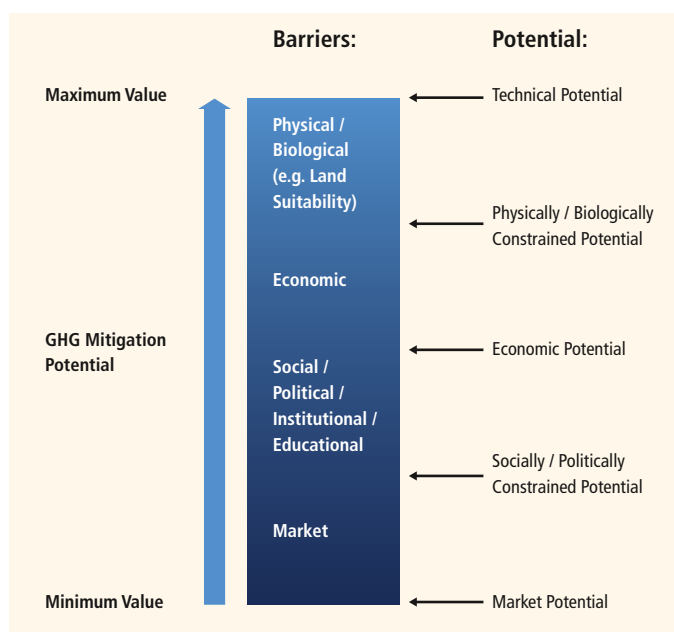 Barriers:
Potential:
Maximum Value
Technical Potential
Physical /
Biological
(e.g. Land
Suitability)
Physically / Biologically
Constrained Potential
Economic
GHG Mitigation
Potential
Economic Potential
Social /
Political /
Institutional /
Educational
Socially / Politically
Constrained Potential
Market
Minimum Value
Market Potential